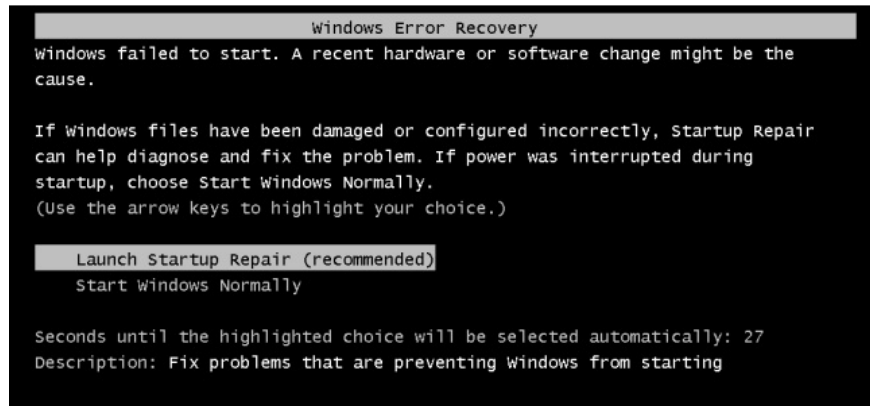 Windows Error Recovery
Windows failed to start. A recent hardware or software change might be the
cause.
If Windows files have been damaged or configured incorrectly, Startup Repair
can help diagnose and fix the problem. If power was interrupted during
startup, choose Start Windows Normally.
(Use the arrow keys to highlight your choice.)
Launch Startup Repair (recommended)
Start Windows Normally
Seconds until the highlighted choice will be selected automatically: 27
Description: Fix problems that are preventing Windows from starting